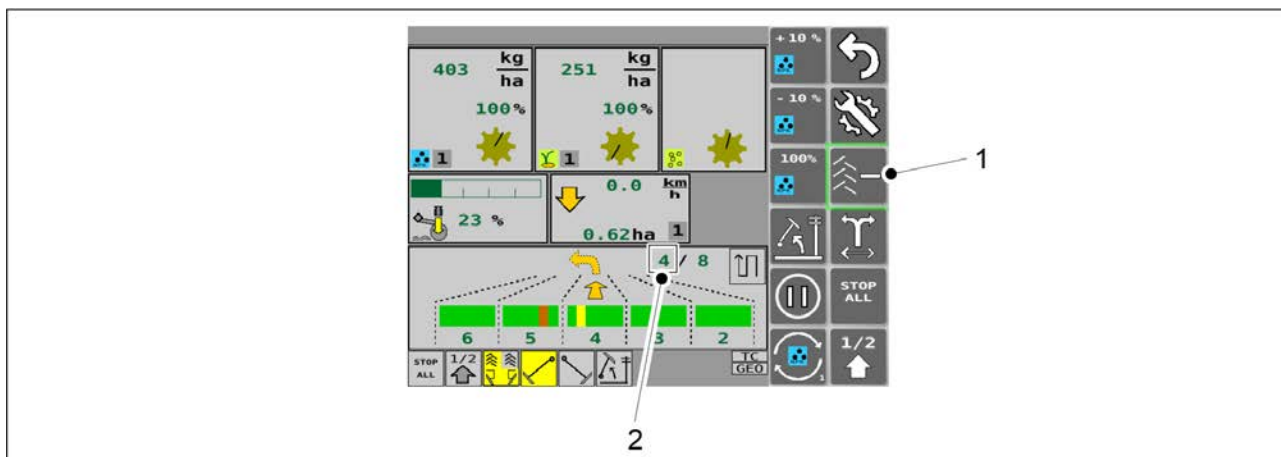 + 10 %
403 kg/ha
251 kg/ha
100%
100%
- 10 %
1
1
100%
1
0.0 km/h
23 %
0.62ha 1
4 / 8
2
STOP ALL
6 5 4 3 2
STOP ALL
1/2
TC
GEO
1
1/2